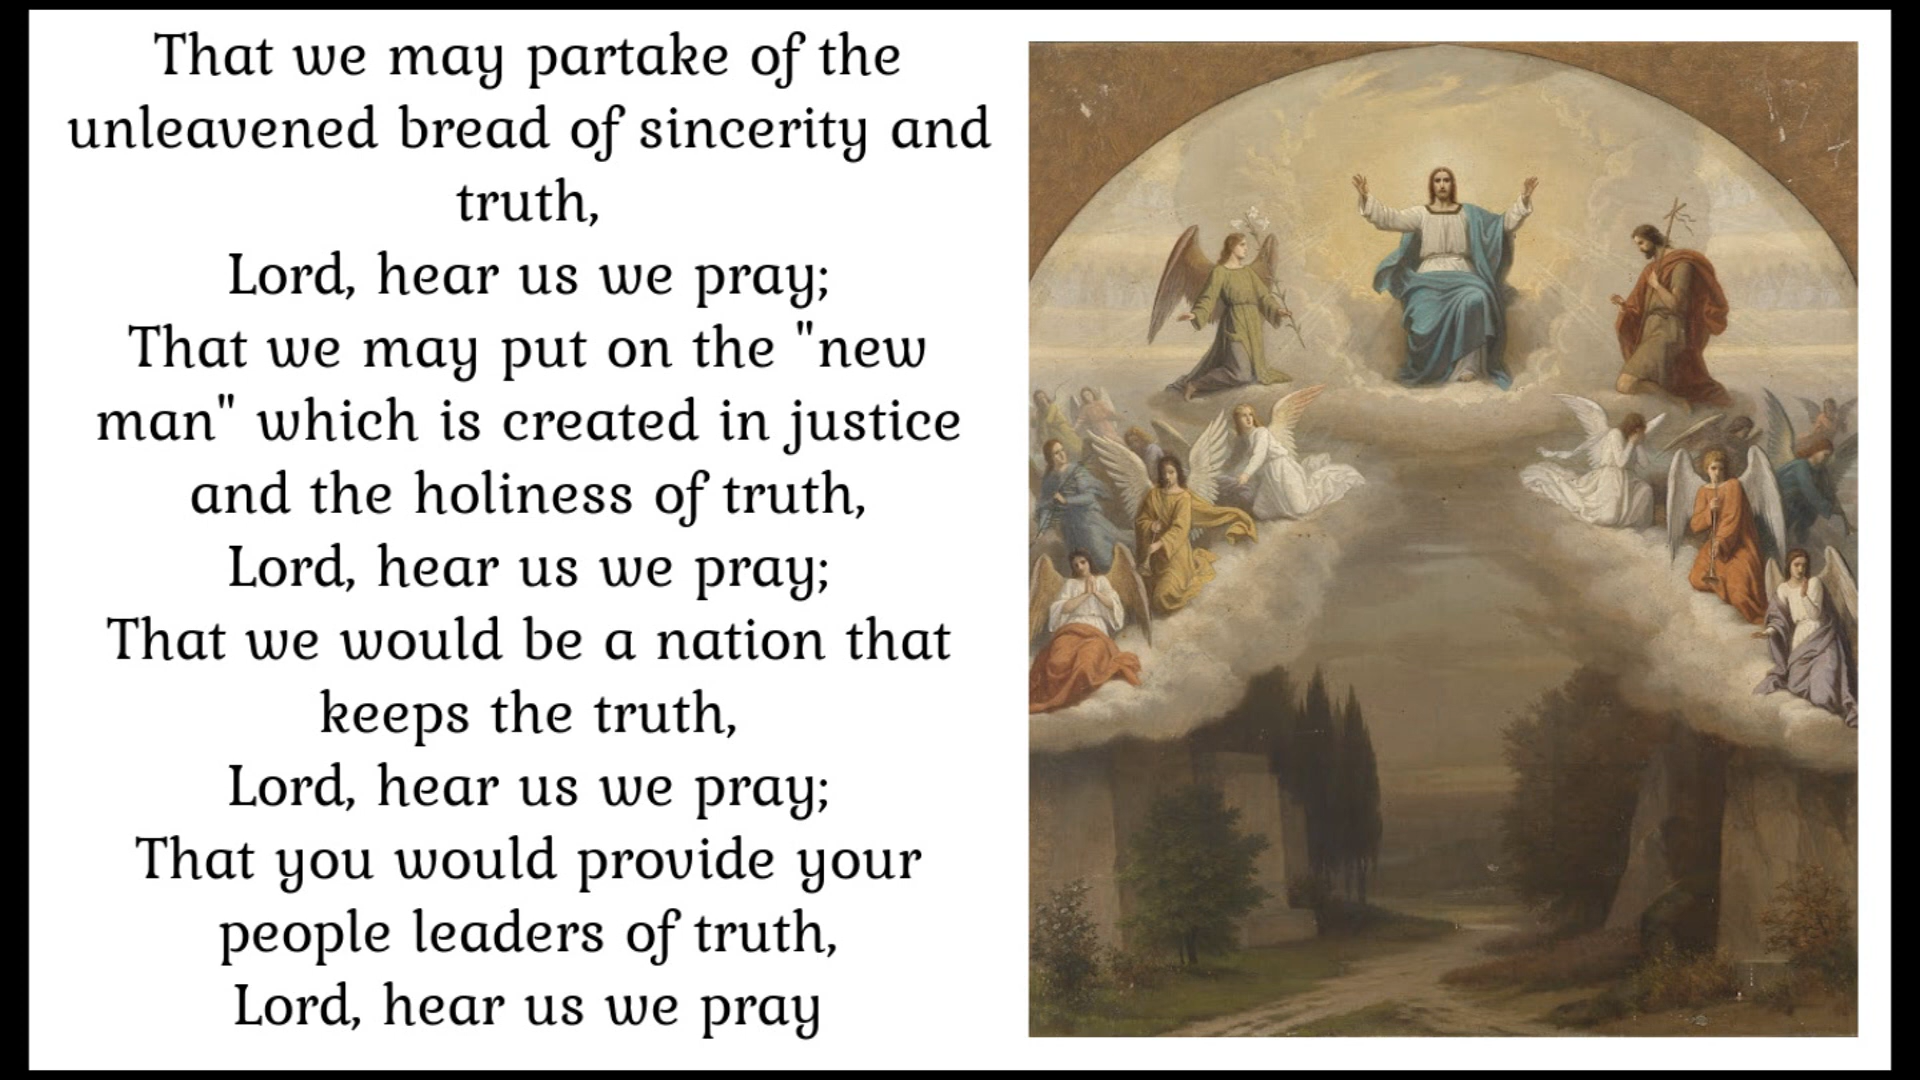 That we may partake of the
unleavened bread of sincerity and
truth,
Lord, hear us we pray;
That we may put on the "new
man" which is created in justice
and the holiness of truth,
Lord, hear us we pray;
That we would be a nation that
keeps the truth,
Lord, hear us we pray;
That you would provide your
people leaders of truth,
Lord, hear us we pray